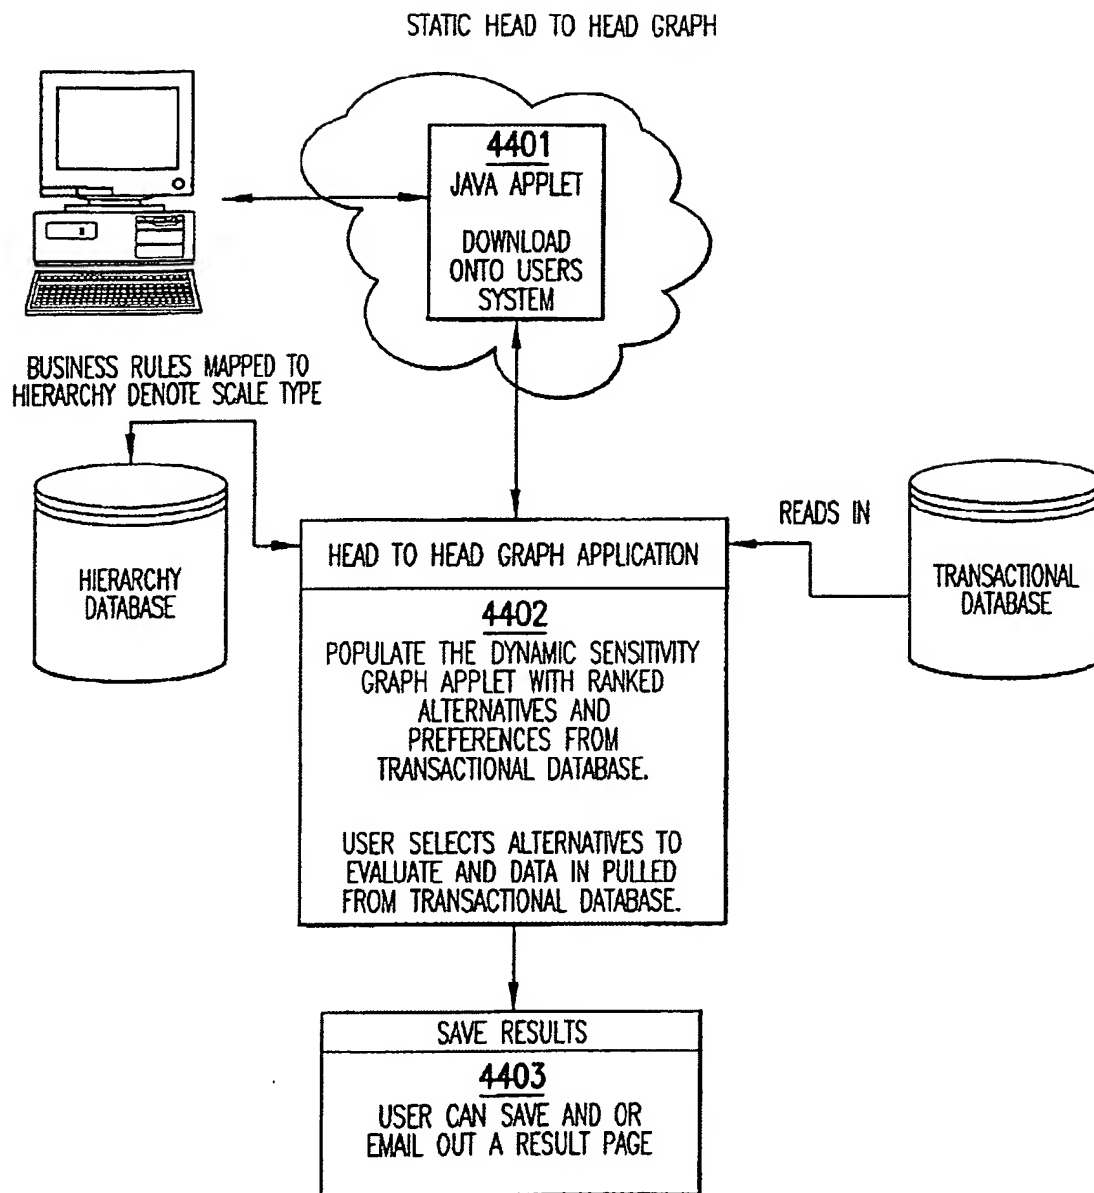 STATIC HEAD TO HEAD GRAPH
4401
JAVA APPLET
DOWNLOAD
ONTO USERS
SYSTEM
BUSINESS RULES MAPPED TO
HIERARCHY DENOTE SCALE TYPE
HIERARCHY
DATABASE
READS IN
TRANSACTIONAL
DATABASE
HEAD TO HEAD GRAPH APPLICATION
4402
POPULATE THE DYNAMIC SENSITIVITY
GRAPH APPLET WITH RANKED
ALTERNATIVES AND
PREFERENCES FROM
TRANSACTIONAL DATABASE.
USER SELECTS ALTERNATIVES TO
EVALUATE AND DATA IN PULLED
FROM TRANSACTIONAL DATABASE.
SAVE RESULTS
4403
USER CAN SAVE AND OR
EMAIL OUT A RESULT PAGE